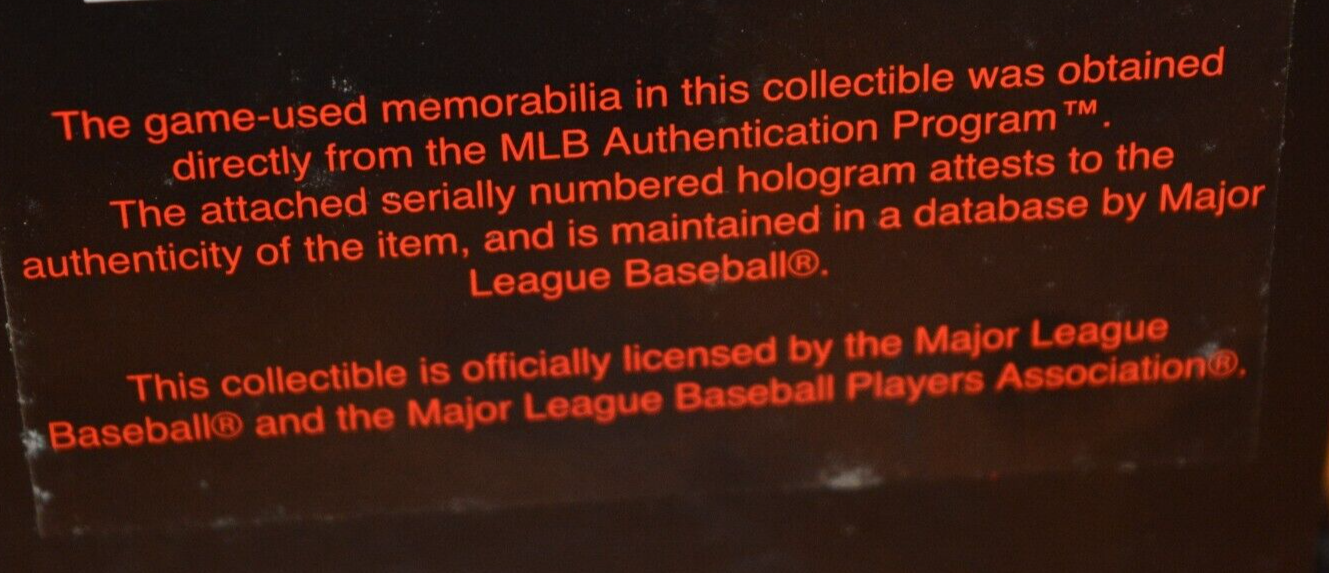 The game-used memorabilia in this collectible was obtained
directly from the MLB Authentication Program™.
The attached serially numbered hologram attests to the
authenticity of the item, and is maintained in a database by Major
League Baseball®.
This collectible is officially licensed by the Major League
Baseball® and the Major League Baseball Players Association®.